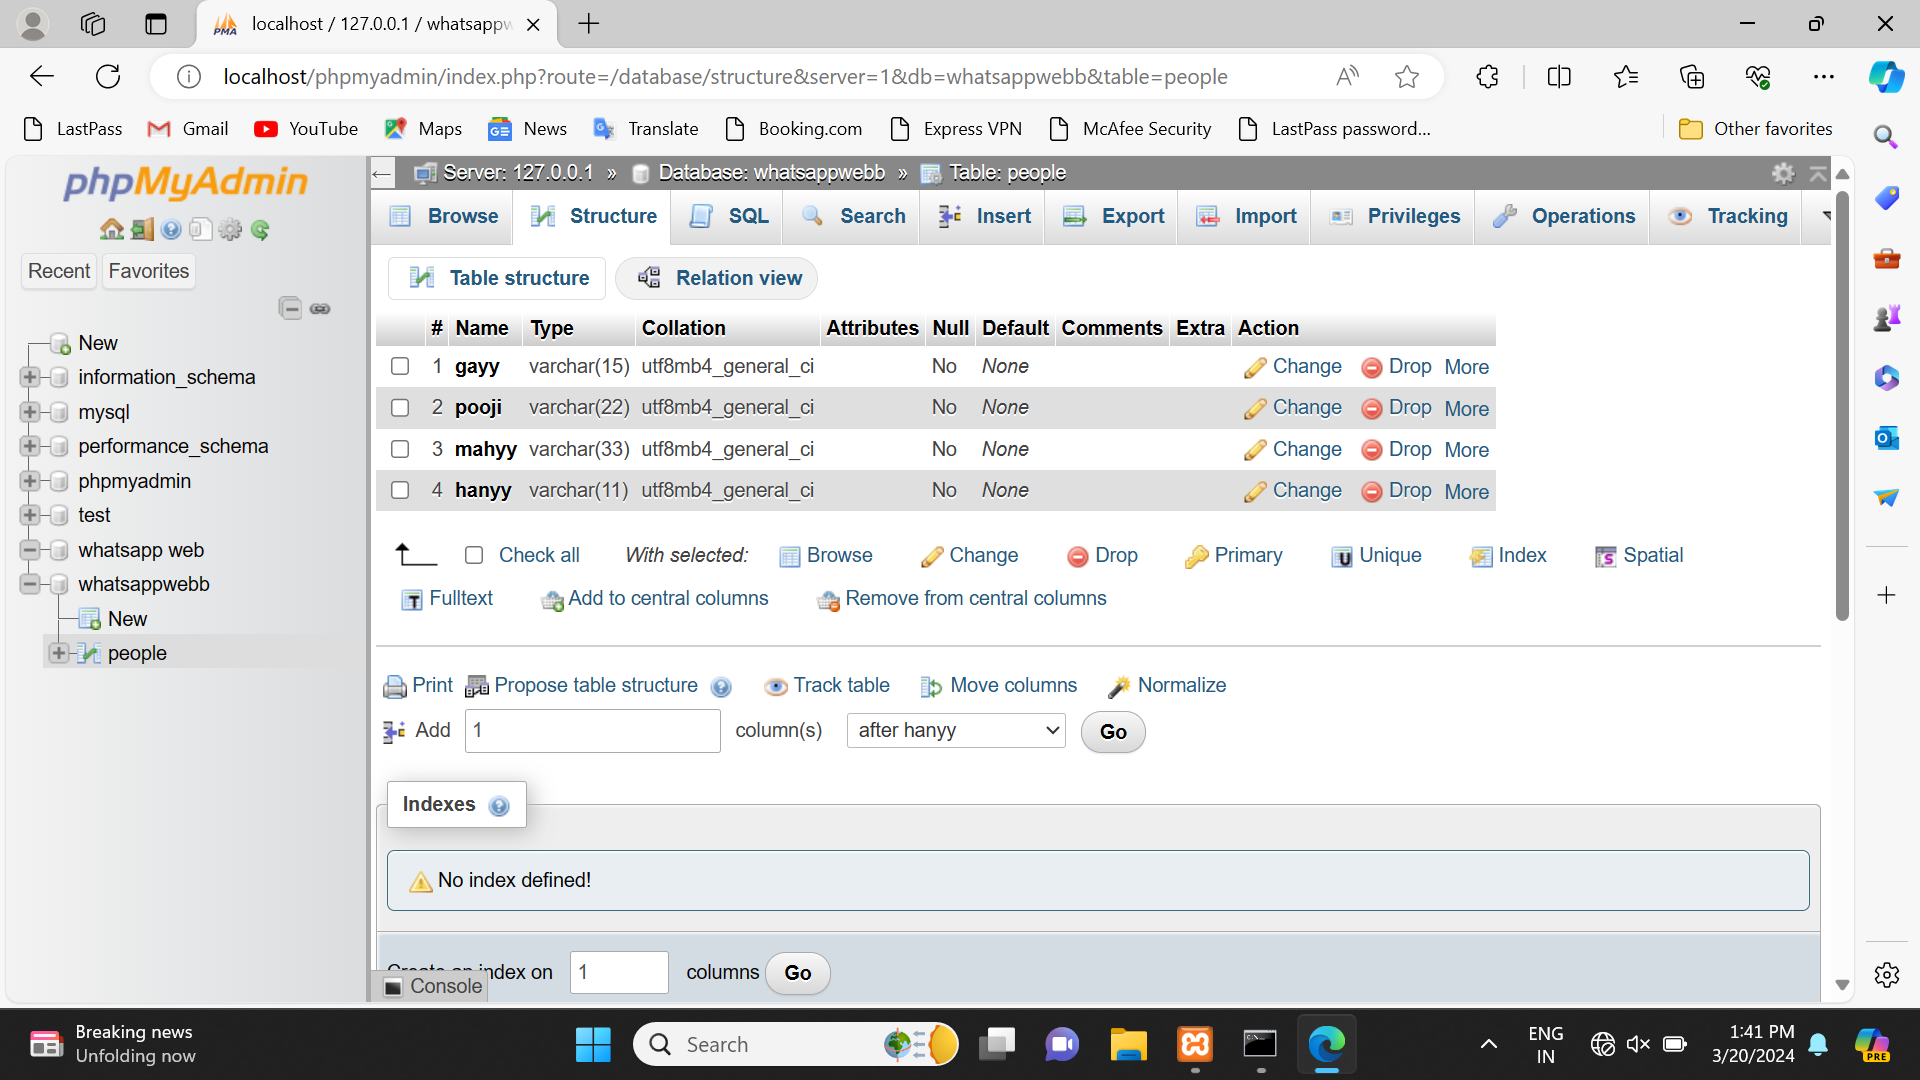 localhost / 127.0.0.1 / whatsappw
localhost/phpmyadmin/index.php?route=/database/structure&server=1&db=whatsappwebb&table=people
LastPass Gmail YouTube Maps News Translate Booking.com Express VPN McAfee Security LastPass password... Other favorites
phpMyAdmin
Recent Favorites
New
information_schema
mysql
performance_schema
phpmyadmin
test
whatsapp web
whatsappwebb
New
people
Server: 127.0.0.1 » Database: whatsappwebb » Table: people
Browse Structure SQL Search Insert Export Import Privileges Operations Tracking
Table structure Relation view
# Name Type Collation Attributes Null Default Comments Extra Action
1 gayy varchar(15) utf8mb4_general_ci No None Change Drop More
2 pooji varchar(22) utf8mb4_general_ci No None Change Drop More
3 mahyy varchar(33) utf8mb4_general_ci No None Change Drop More
4 hanyy varchar(11) utf8mb4_general_ci No None Change Drop More
Check all With selected: Browse Change Drop Primary Unique Index Spatial
Fulltext Add to central columns Remove from central columns
Print Propose table structure Track table Move columns Normalize
Add 1 column(s) after hanyy Go
Indexes
No index defined!
Create an index on 1 columns Go
Console
Breaking news
Unfolding now
Search
ENG
IN
1:41 PM
3/20/2024
PRE